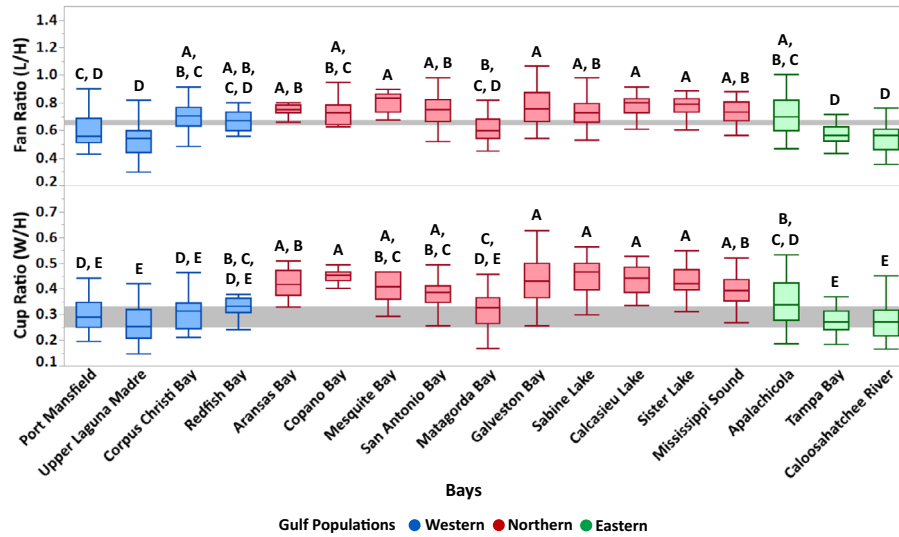 Fan Ratio (L/H)
1.4
1.2
1.0
0.8
0.6
0.4
0.2
C, D
D
A,
B, C
A, B,
C, D
A, B
A,
B, C
A
A, B
B,
C, D
A
A, B
A
A
A, B
A,
B, C
D
D
Cup Ratio (W/H)
0.7
0.6
0.5
0.4
0.3
0.2
0.1
D, E
E
D, E
B, C,
D, E
A, B
A
A,
B, C
A,
B, C
C,
D, E
A
A
A
A
A, B
B,
C, D
E
E
Port Mansfield
Upper Laguna Madre
Corpus Christi Bay
Redfish Bay
Aransas Bay
Copano Bay
Mesquite Bay
San Antonio Bay
Matagorda Bay
Galveston Bay
Sabine Lake
Calcasieu Lake
Sister Lake
Mississippi Sound
Apalachicola
Tampa Bay
Caloosahatchee River
Bays
Gulf Populations Western Northern Eastern